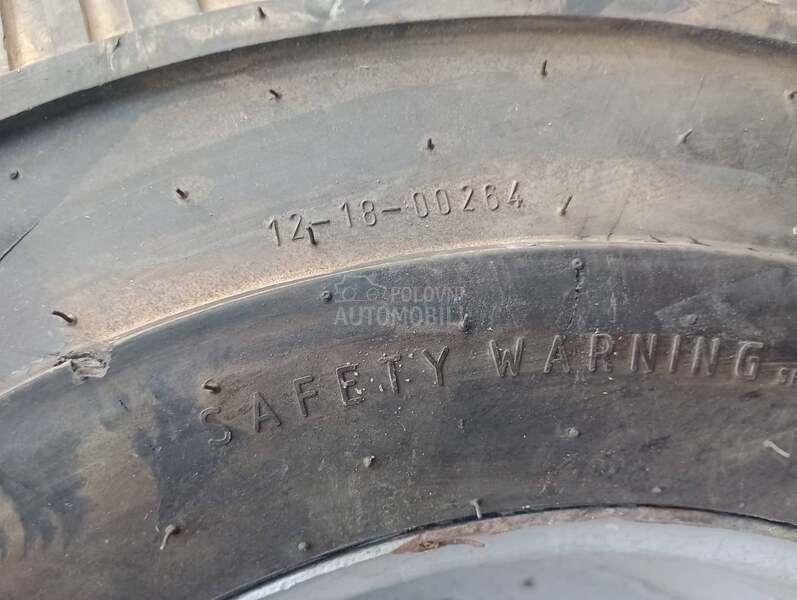 12-18-00264
POLOVNI
AUTOMOBILI
SAFETY WARNING